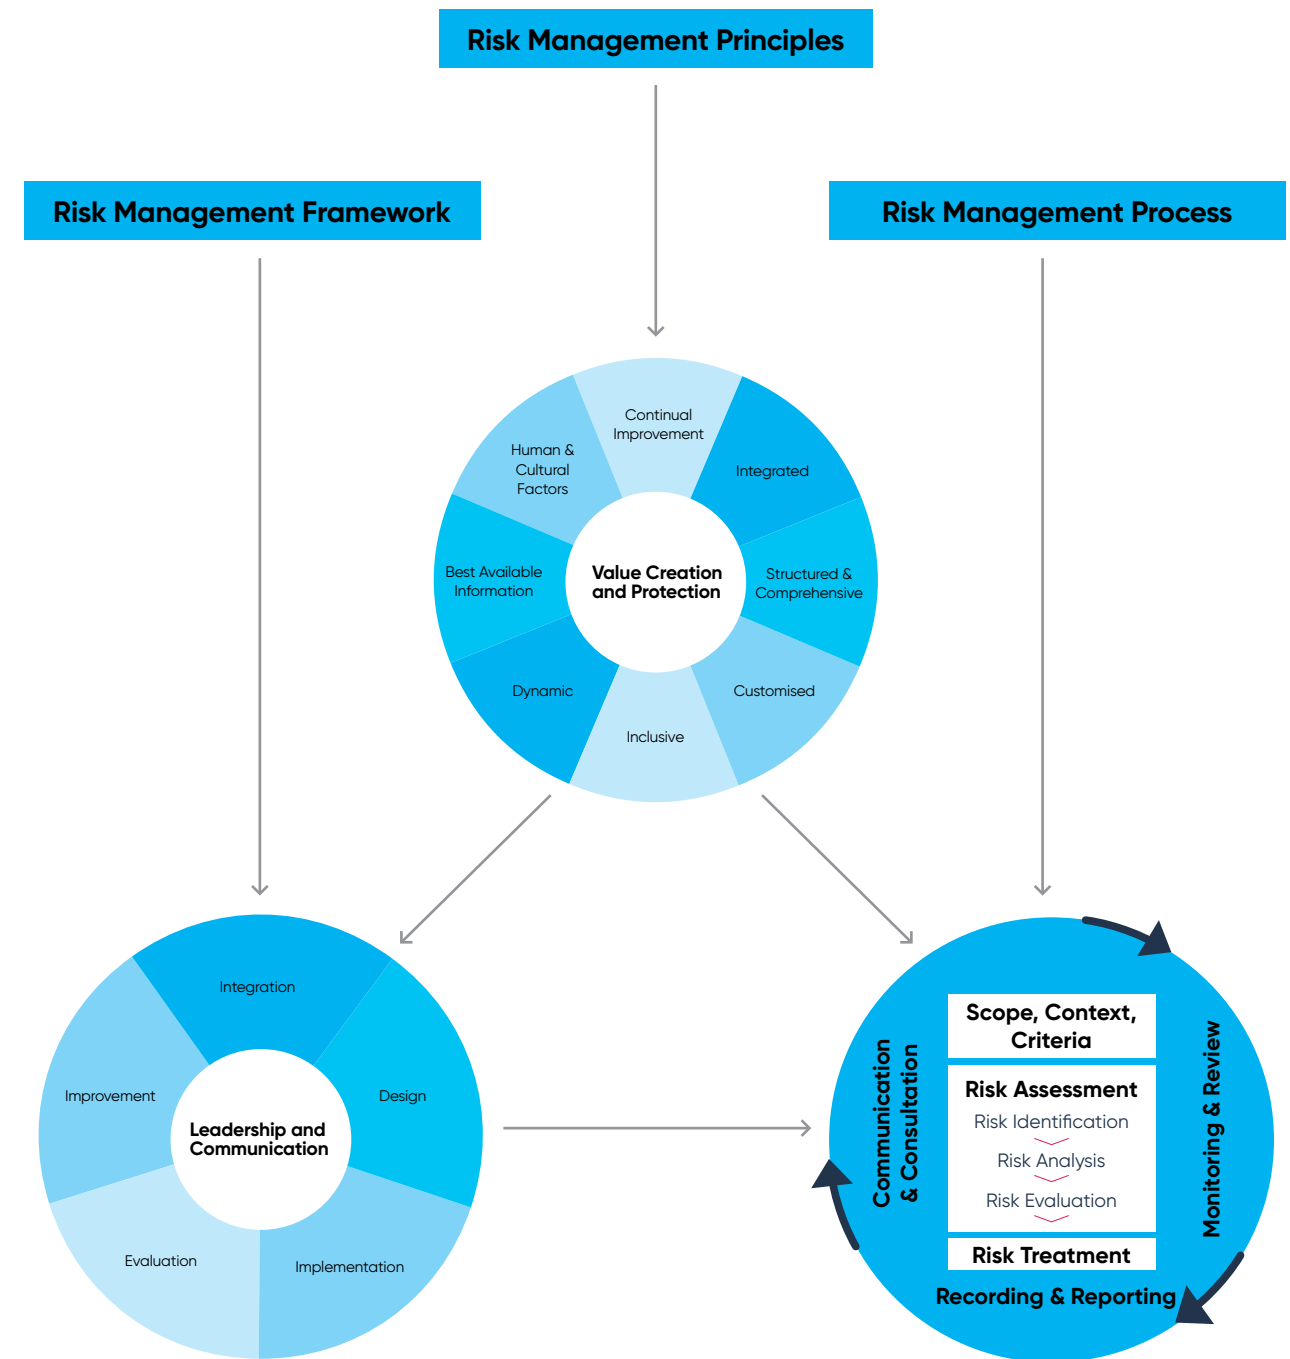 Risk Management Principles
Risk Management Framework
Risk Management Process
Continual
Improvement
Integrated
Structured &
Comprehensive
Customised
Inclusive
Dynamic
Best Available
Information
Human &
Cultural
Factors
Value Creation
and Protection
Integration
Design
Implementation
Evaluation
Improvement
Leadership and
Communication
Communication
& Consultation
Scope, Context,
Criteria
Risk Assessment
Risk Identification
Risk Analysis
Risk Evaluation
Risk Treatment
Monitoring & Review
Recording & Reporting